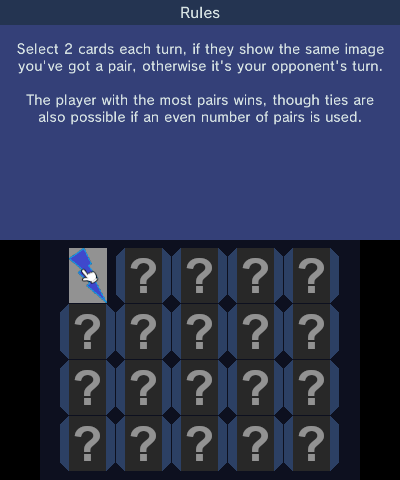 Rules
Select 2 cards each turn, if they show the same image
you've got a pair, otherwise it's your opponent's turn.
The player with the most pairs wins, though ties are
also possible if an even number of pairs is used.
? ? ? ?
? ? ? ? ?
? ? ? ? ?
? ? ? ? ?